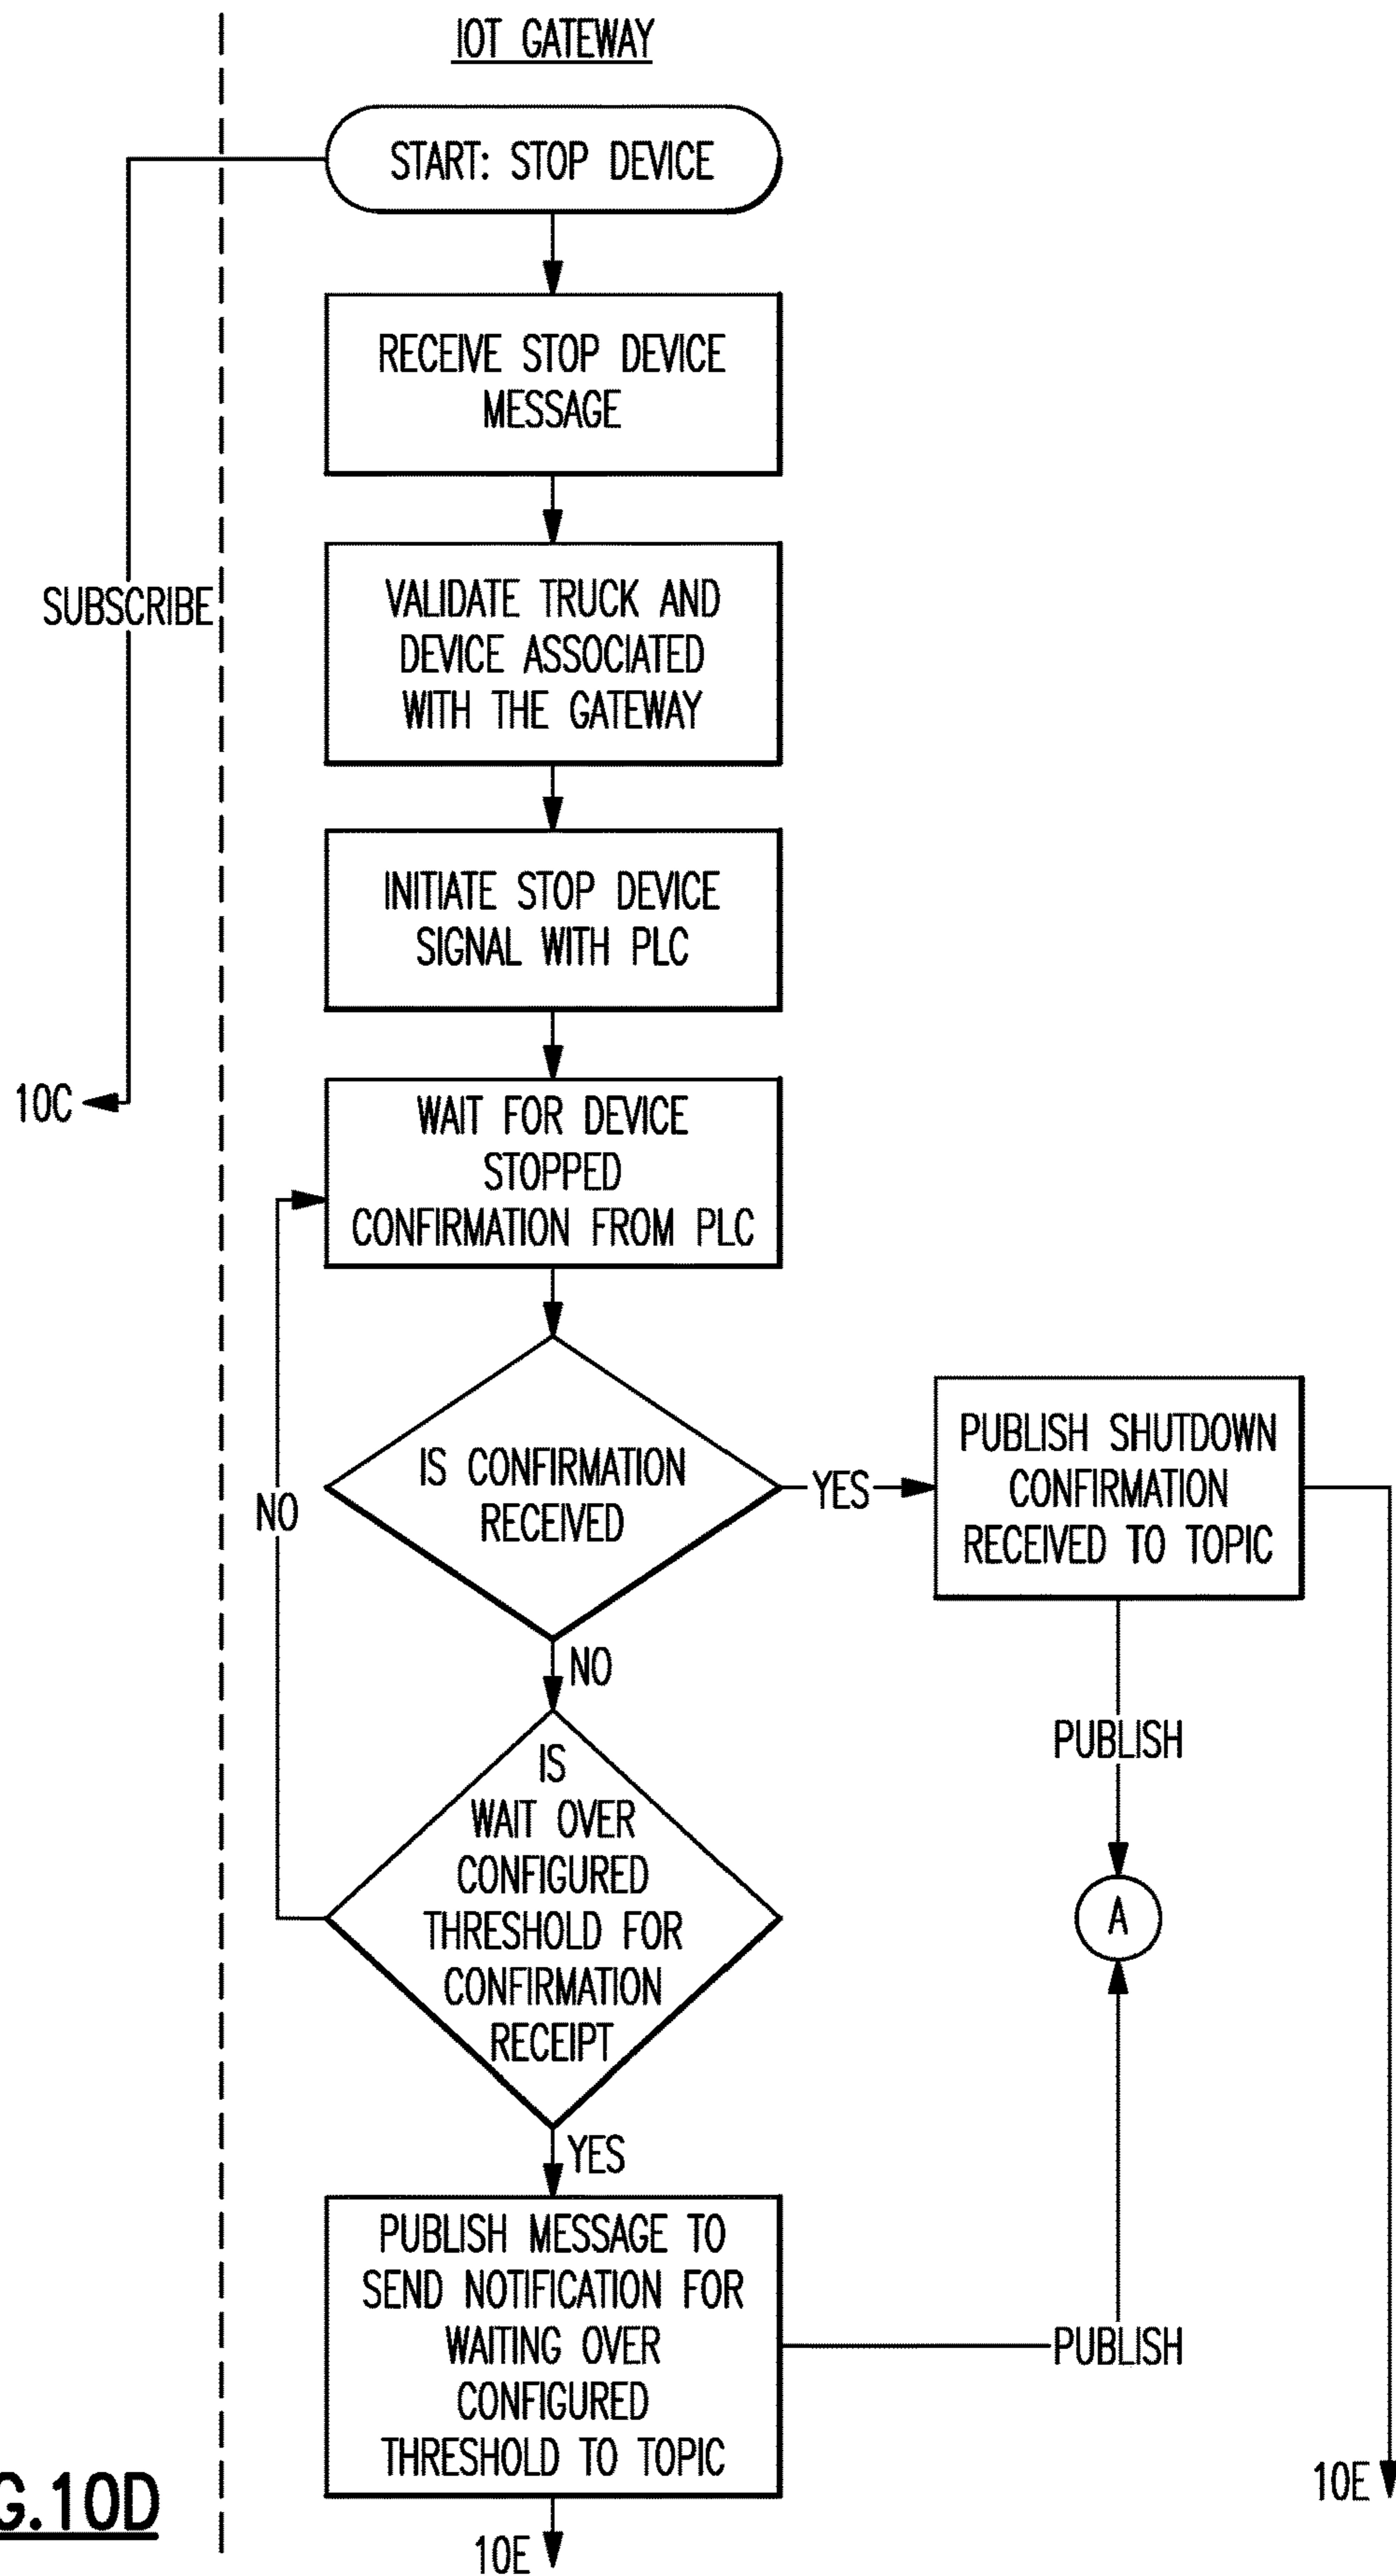 IOT GATEWAY
START: STOP DEVICE
RECEIVE STOP DEVICE
MESSAGE
VALIDATE TRUCK AND
DEVICE ASSOCIATED
WITH THE GATEWAY
SUBSCRIBE
INITIATE STOP DEVICE
SIGNAL WITH PLC
10C
WAIT FOR DEVICE
STOPPED
CONFIRMATION FROM PLC
IS CONFIRMATION
RECEIVED
YES
PUBLISH SHUTDOWN
CONFIRMATION
RECEIVED TO TOPIC
NO
NO
PUBLISH
IS
WAIT OVER
CONFIGURED
THRESHOLD FOR
CONFIRMATION
RECEIPT
A
YES
PUBLISH MESSAGE TO
SEND NOTIFICATION FOR
WAITING OVER
CONFIGURED
THRESHOLD TO TOPIC
PUBLISH
10E
10E
G.10D